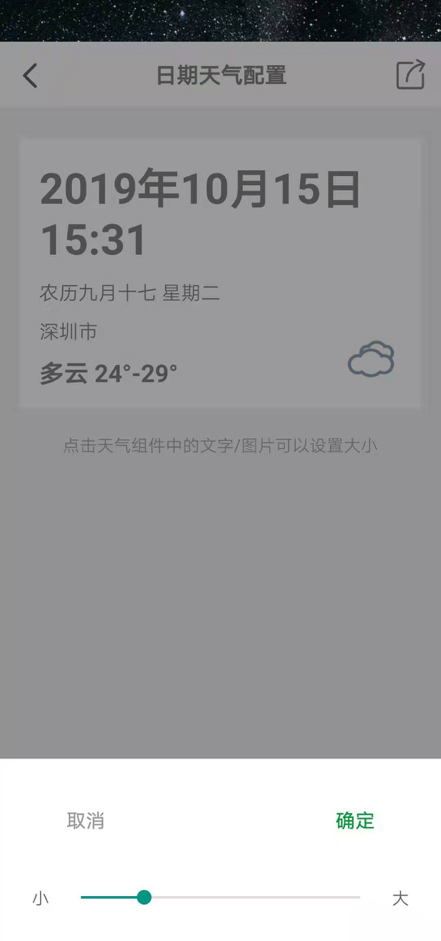 日期天气配置
2019年10月15日
15:31
农历九月十七 星期二
深圳市
多云 24°-29°
点击天气组件中的文字/图片可以设置大小
取消 确定
小 大